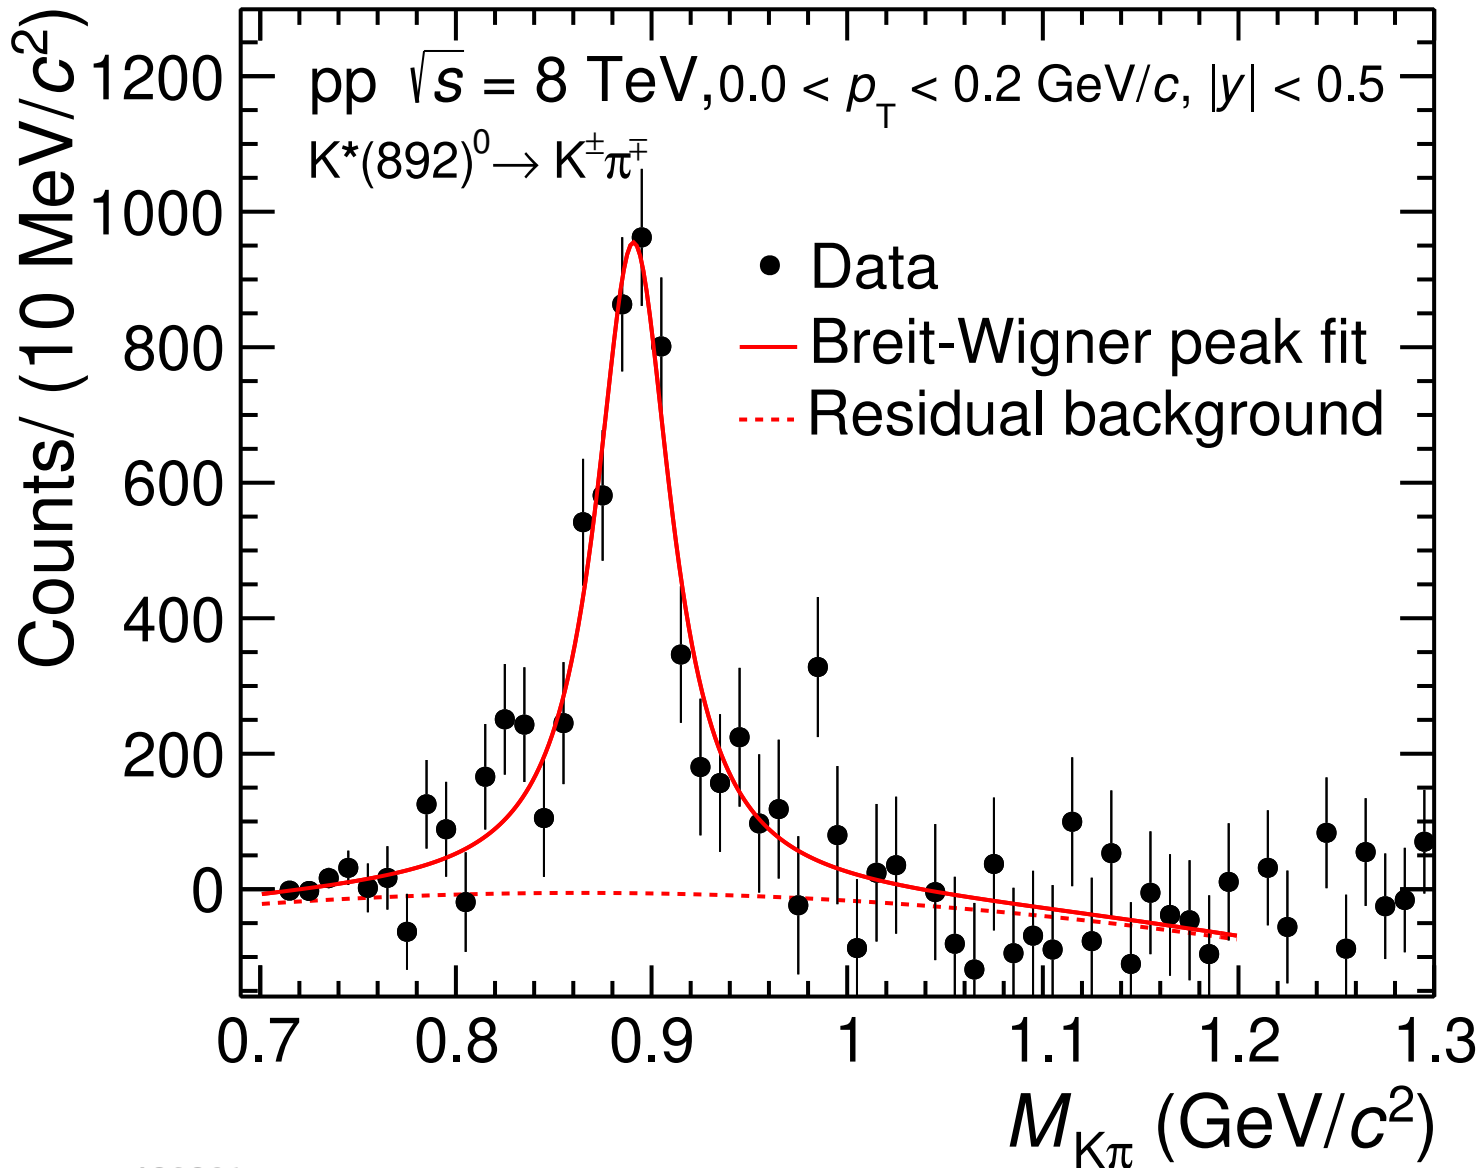 pp √s = 8 TeV, 0.0 < p_T < 0.2 GeV/c, |y| < 0.5
K*(892)⁰ → K±π∓
Data
Breit-Wigner peak fit
Residual background
Counts/ (10 MeV/c²)
1200
1000
800
600
400
200
0
0.7 0.8 0.9 1 1.1 1.2 1.3
M_Kπ (GeV/c²)